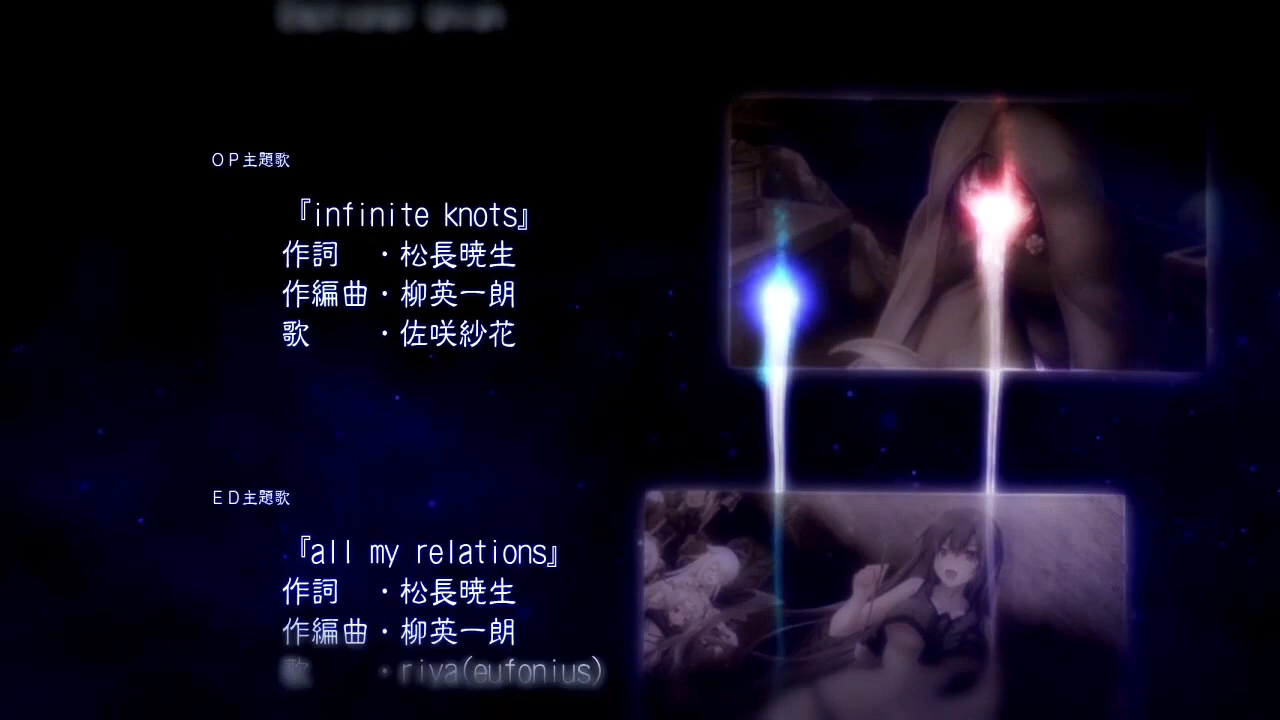 ＯＰ主題歌
『infinite knots』
作詞　・松長暁生
作編曲・柳英一朗
歌　　・佐咲紗花
ＥＤ主題歌
『all my relations』
作詞　・松長暁生
作編曲・柳英一朗
歌　　・riya(eufonius)